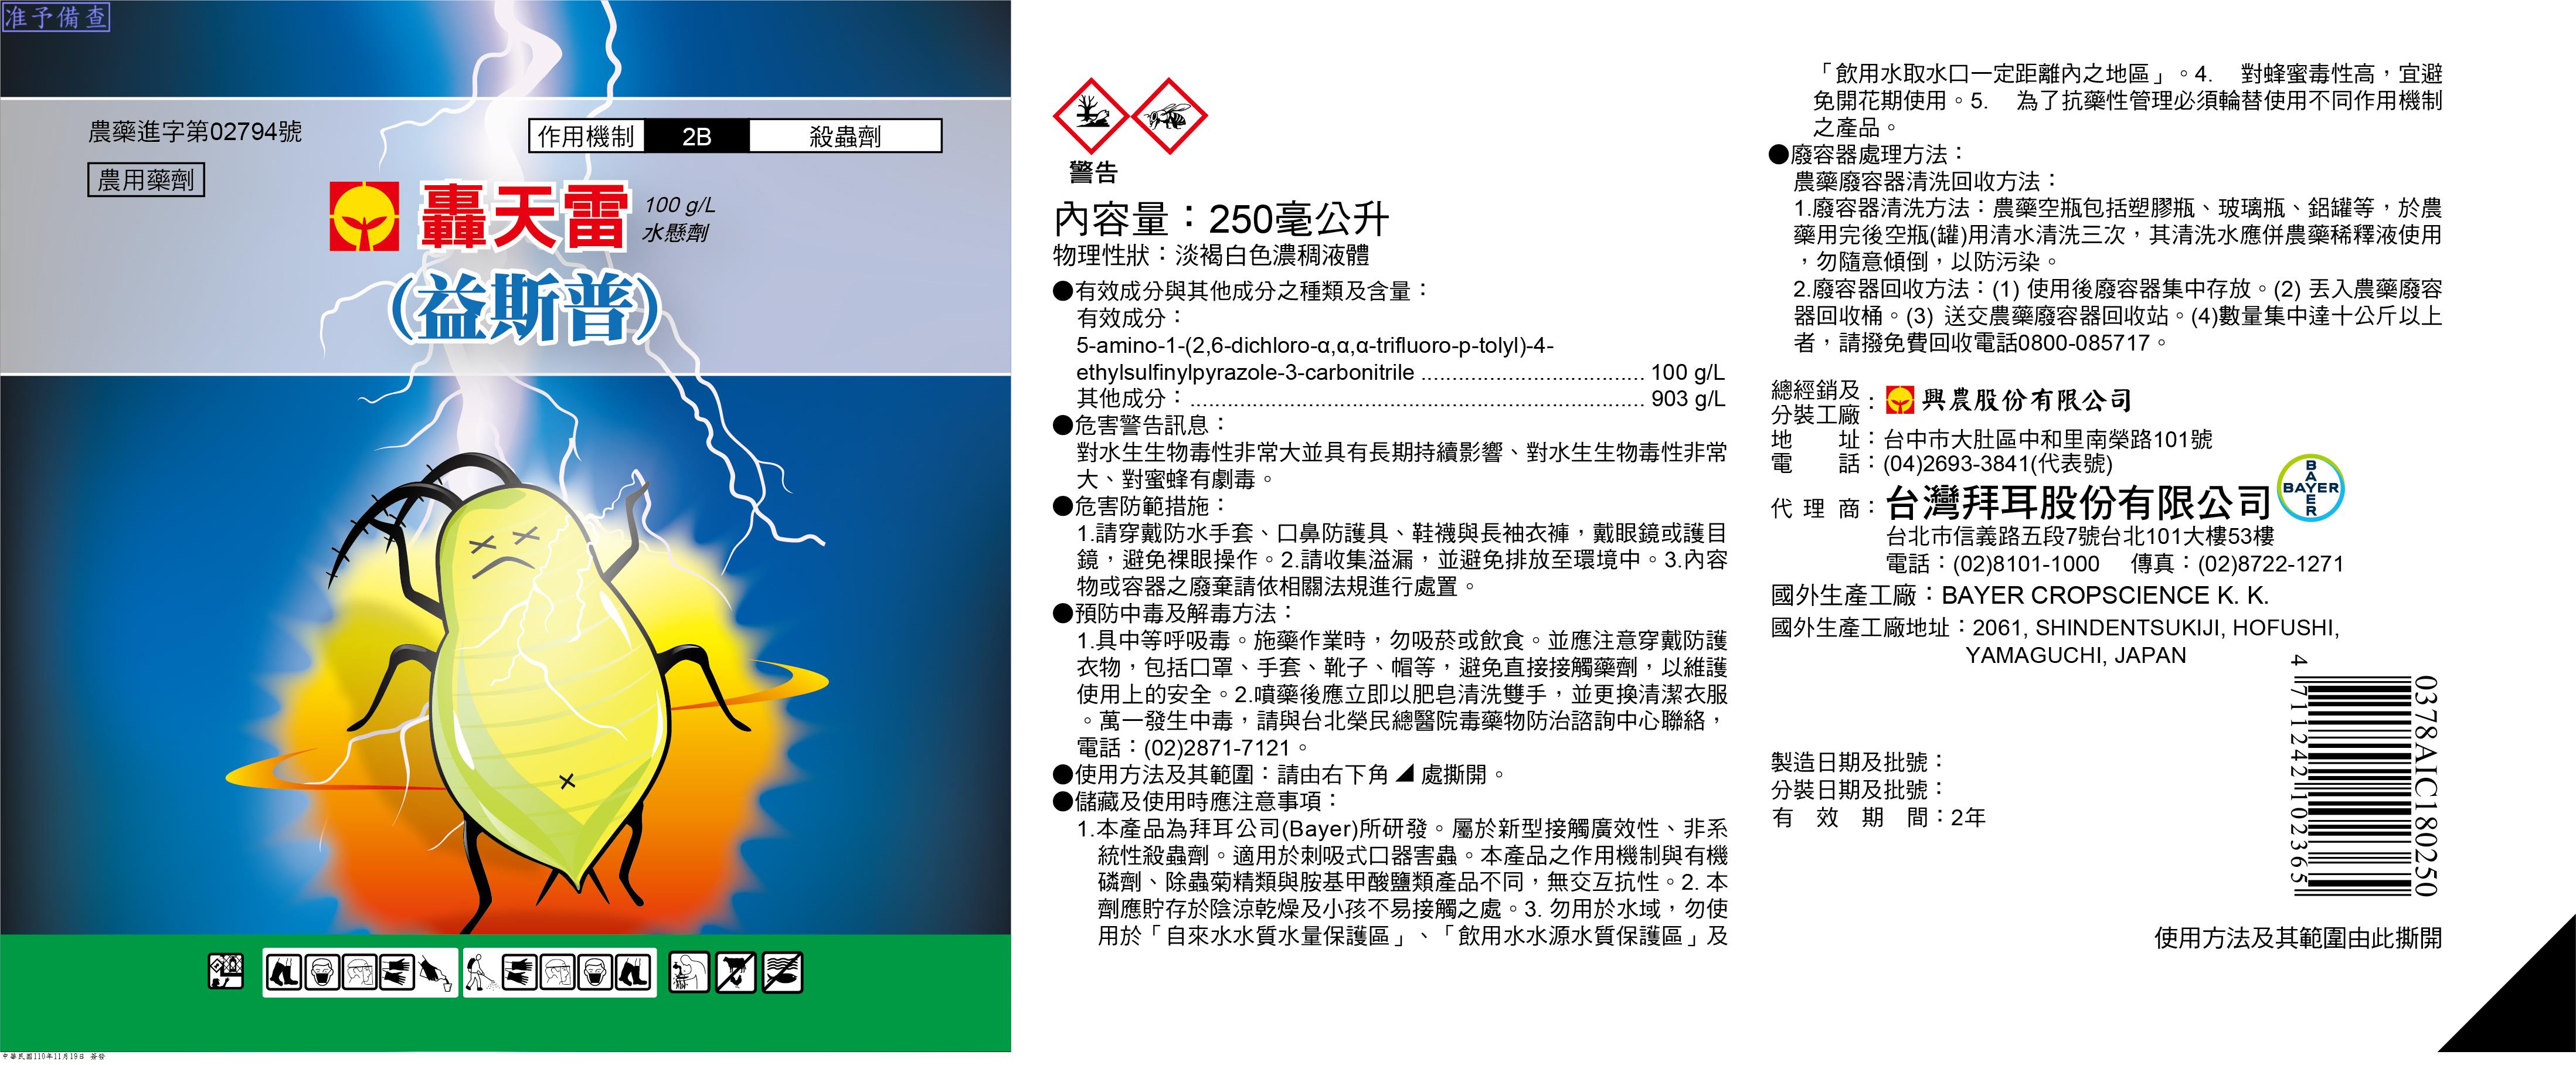 准予備查
農藥進字第02794號
作用機制 2B 殺蟲劑
農用藥劑
轟天雷
100 g/L
水懸劑
(益斯普)
中華民國110年11月19日 簽發
警告
內容量：250毫公升
物理性狀：淡褐白色濃稠液體
●有效成分與其他成分之種類及含量：
有效成分：
5-amino-1-(2,6-dichloro-α,α,α-trifluoro-p-tolyl)-4-
ethylsulfinylpyrazole-3-carbonitrile .................................... 100 g/L
其他成分：.......................................................................... 903 g/L
●危害警告訊息：
對水生生物毒性非常大並具有長期持續影響、對水生生物毒性非常
大、對蜜蜂有劇毒。
●危害防範措施：
1.請穿戴防水手套、口鼻防護具、鞋襪與長袖衣褲，戴眼鏡或護目
鏡，避免裸眼操作。2.請收集溢漏，並避免排放至環境中。3.內容
物或容器之廢棄請依相關法規進行處置。
●預防中毒及解毒方法：
1.具中等呼吸毒。施藥作業時，勿吸菸或飲食。並應注意穿戴防護
衣物，包括口罩、手套、靴子、帽等，避免直接接觸藥劑，以維護
使用上的安全。2.噴藥後應立即以肥皂清洗雙手，並更換清潔衣服
。萬一發生中毒，請與台北榮民總醫院毒藥物防治諮詢中心聯絡，
電話：(02)2871-7121。
●使用方法及其範圍：請由右下角◢處撕開。
●儲藏及使用時應注意事項：
1.本產品為拜耳公司(Bayer)所研發。屬於新型接觸廣效性、非系
統性殺蟲劑。適用於刺吸式口器害蟲。本產品之作用機制與有機
磷劑、除蟲菊精類與胺基甲酸鹽類產品不同，無交互抗性。2. 本
劑應貯存於陰涼乾燥及小孩不易接觸之處。3. 勿用於水域，勿使
用於「自來水水質水量保護區」、「飲用水水源水質保護區」及
「飲用水取水口一定距離內之地區」。4. 對蜂蜜毒性高，宜避
免開花期使用。5. 為了抗藥性管理必須輪替使用不同作用機制
之產品。
●廢容器處理方法：
農藥廢容器清洗回收方法：
1.廢容器清洗方法：農藥空瓶包括塑膠瓶、玻璃瓶、鋁罐等，於農
藥用完後空瓶(罐)用清水清洗三次，其清洗水應併農藥稀釋液使用
，勿隨意傾倒，以防污染。
2.廢容器回收方法：(1) 使用後廢容器集中存放。(2) 丟入農藥廢容
器回收桶。(3) 送交農藥廢容器回收站。(4)數量集中達十公斤以上
者，請撥免費回收電話0800-085717。
總經銷及
分裝工廠：興農股份有限公司
地　　址：台中市大肚區中和里南榮路101號
電　　話：(04)2693-3841(代表號)
代 理 商：台灣拜耳股份有限公司
BAYER
BAYER
台北市信義路五段7號台北101大樓53樓
電話：(02)8101-1000 傳真：(02)8722-1271
國外生產工廠：BAYER CROPSCIENCE K. K.
國外生產工廠地址：2061, SHINDENTSUKIJI, HOFUSHI,
YAMAGUCHI, JAPAN
製造日期及批號：
分裝日期及批號：
有 效 期 間：2年
4 711242 102365
0378AIC180250
使用方法及其範圍由此撕開